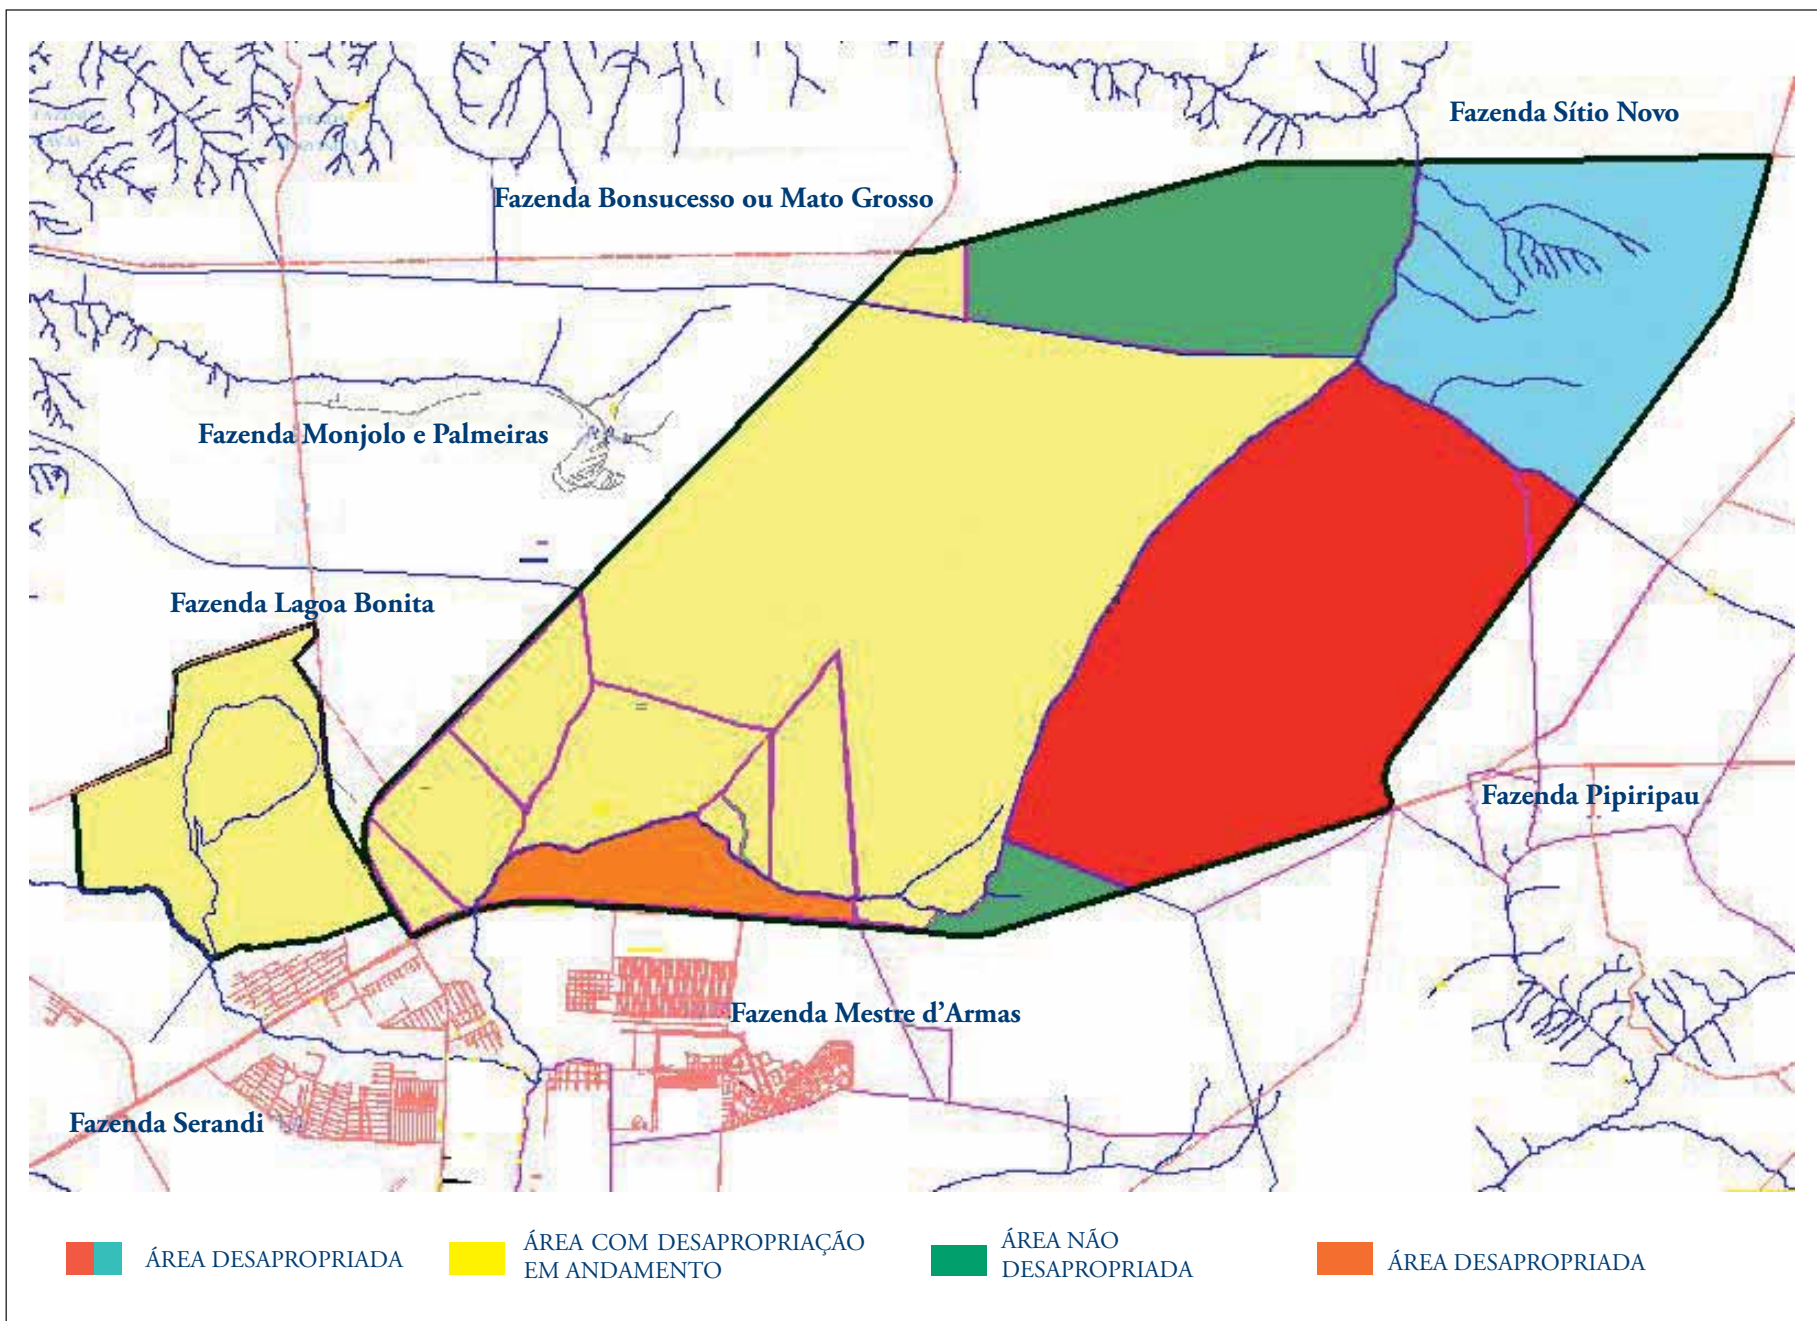 Fazenda Sítio Novo
Fazenda Bonsucesso ou Mato Grosso
Fazenda Monjolo e Palmeiras
Fazenda Lagoa Bonita
Fazenda Pipiripau
Fazenda Mestre d’Armas
Fazenda Serandi
ÁREA DESAPROPRIADA
ÁREA COM DESAPROPRIAÇÃO
EM ANDAMENTO
ÁREA NÃO
DESAPROPRIADA
ÁREA DESAPROPRIADA